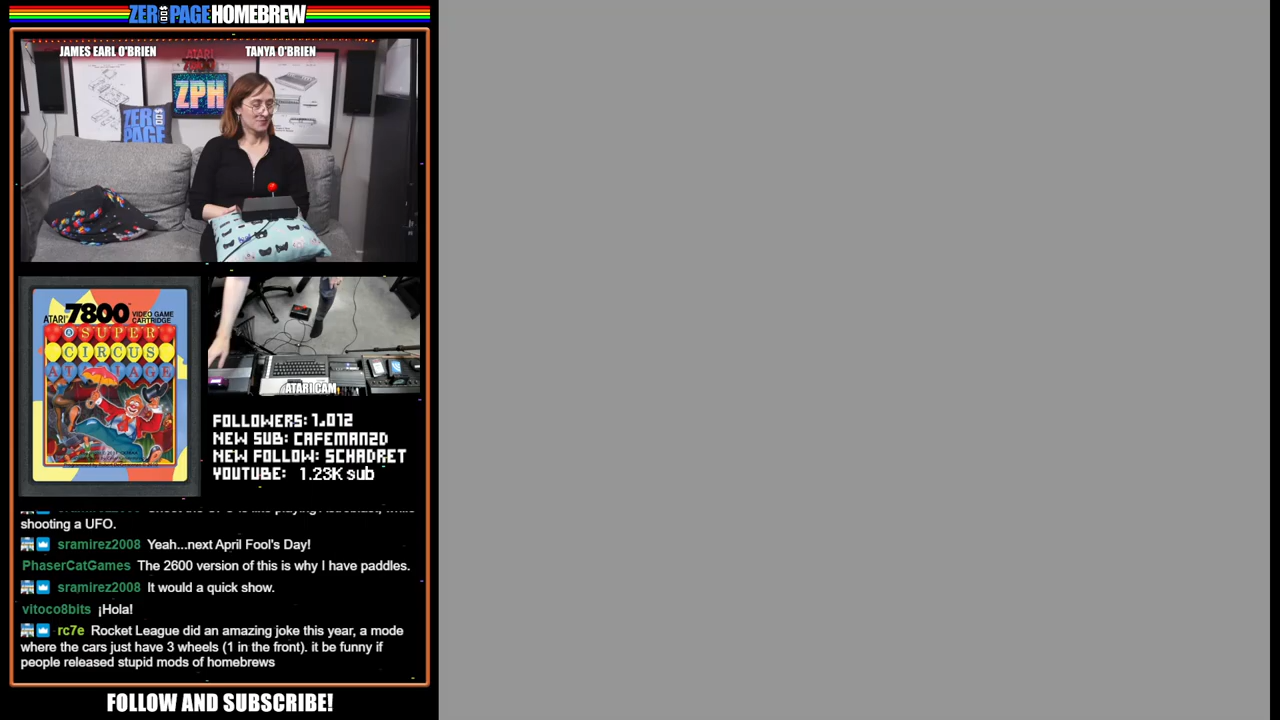 ZER PAGE HOMEBREW
JAMES EARL O'BRIEN
TANYA O'BRIEN
ATARI
ZPH
ZER
PAGE
ATARI 7800 VIDEO GAME CARTRIDGE
SUPER
CIRCUS
ATARIAGE
ATARI CAM
FOLLOWERS: 1,012
NEW SUB: CAFEMAN2D
NEW FOLLOW: SCHADRET
YOUTUBE: 1.23K sub
shooting a UFO.
sramirez2008 Yeah...next April Fool's Day!
PhaserCatGames The 2600 version of this is why I have paddles.
sramirez2008 It would a quick show.
vitoco8bits ¡Hola!
rc7e Rocket League did an amazing joke this year, a mode
where the cars just have 3 wheels (1 in the front). it be funny if
people released stupid mods of homebrews
FOLLOW AND SUBSCRIBE!